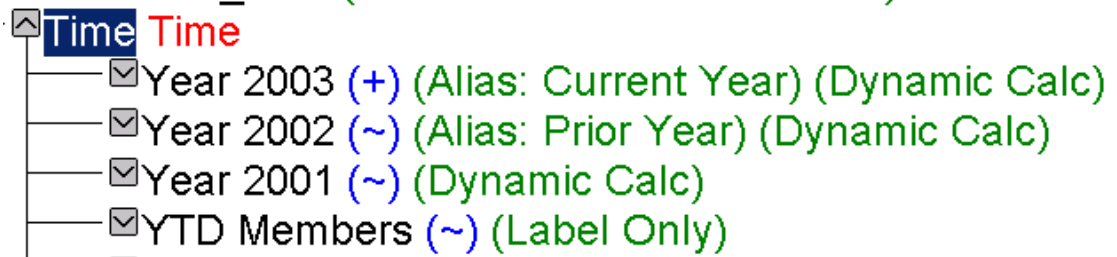 Time Time
Year 2003 (+) (Alias: Current Year) (Dynamic Calc)
Year 2002 (~) (Alias: Prior Year) (Dynamic Calc)
Year 2001 (~) (Dynamic Calc)
YTD Members (~) (Label Only)